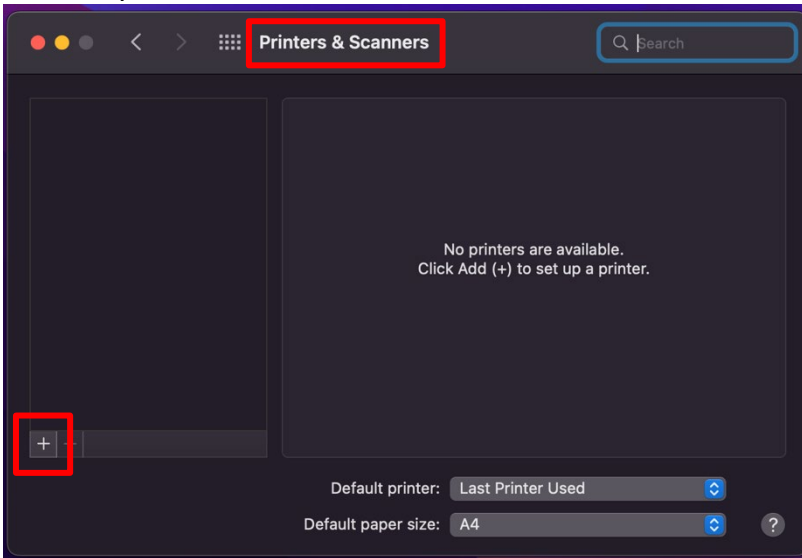 Printers & Scanners
Search
No printers are available.
Click Add (+) to set up a printer.
+ -
Default printer: Last Printer Used
Default paper size: A4 ?